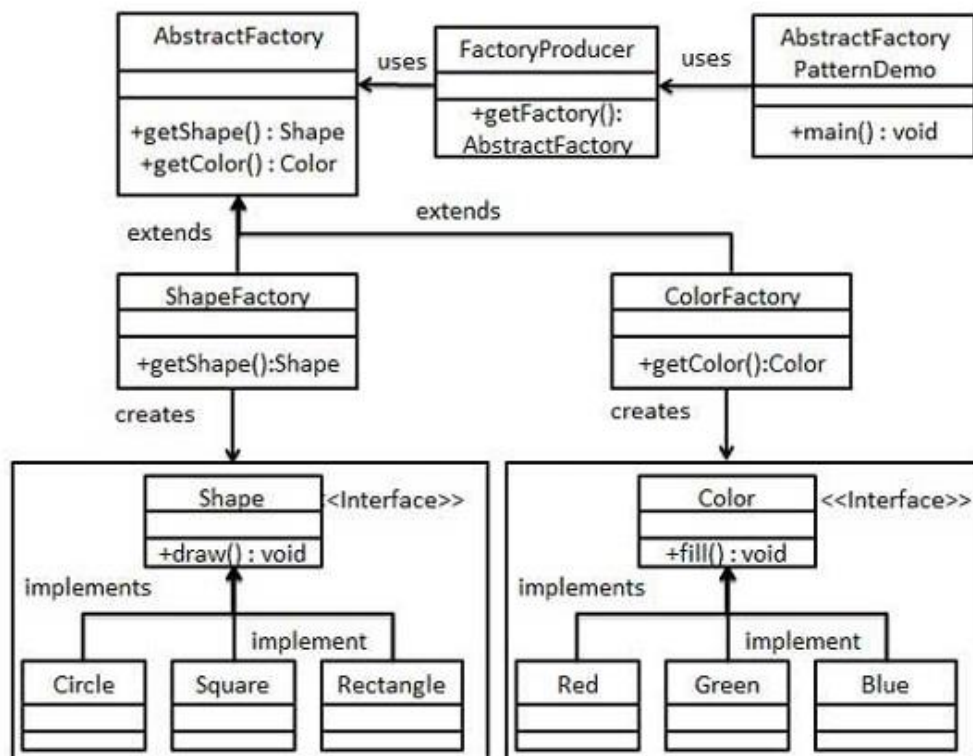 AbstractFactory
+getShape() : Shape
+getColor() : Color
uses
FactoryProducer
+getFactory():
AbstractFactory
uses
AbstractFactory
PatternDemo
+main() : void
extends
extends
ShapeFactory
+getShape():Shape
ColorFactory
+getColor():Color
creates
creates
Shape
<<Interface>>
+draw() : void
implements
implement
Circle
Square
Rectangle
Color
<<Interface>>
+fill() : void
implements
implement
Red
Green
Blue